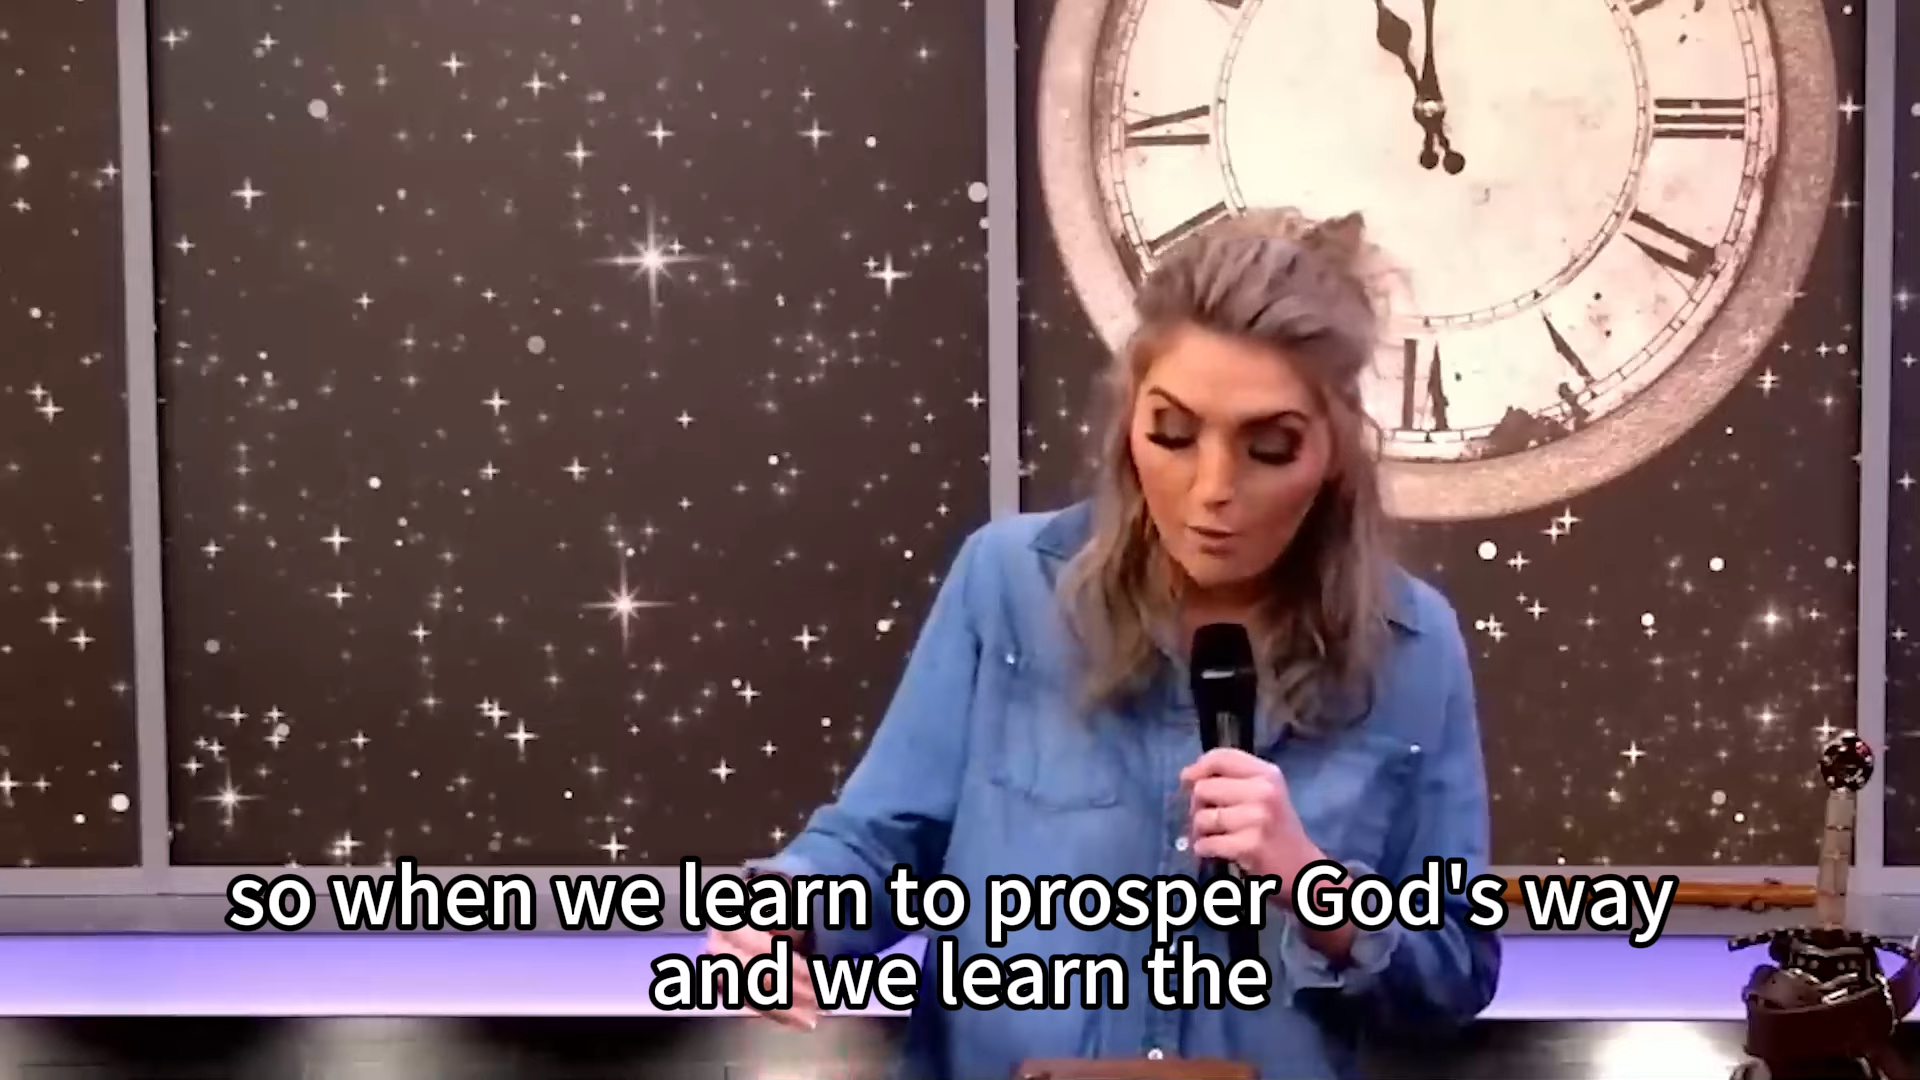 so when we learn to prosper God's way
and we learn the